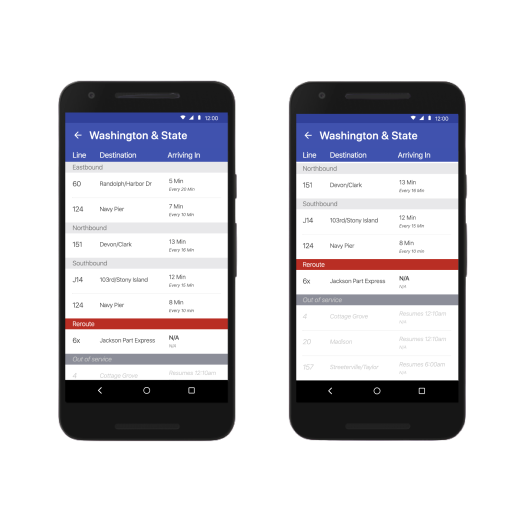 12:00
← Washington & State
Line Destination Arriving In
Eastbound
60 Randolph/Harbor Dr 5 Min
Every 20 Min
124 Navy Pier 7 Min
Every 10 Min
Northbound
151 Devon/Clark 13 Min
Every 16 Min
Southbound
J14 103rd/Stony Island 12 Min
Every 15 Min
124 Navy Pier 8 Min
Every 10 min
Reroute
6x Jackson Part Express N/A
N/A
Out of service
4 Cottage Grove Resumes 12:10am
12:00
← Washington & State
Line Destination Arriving In
Northbound
151 Devon/Clark 13 Min
Every 16 Min
Southbound
J14 103rd/Stony Island 12 Min
Every 15 Min
124 Navy Pier 8 Min
Every 10 min
Reroute
6x Jackson Part Express N/A
N/A
Out of service
4 Cottage Grove Resumes 12:10am
N/A
20 Madison Resumes 12:10am
N/A
157 Streeterville/Taylor Resumes 6:00am
N/A